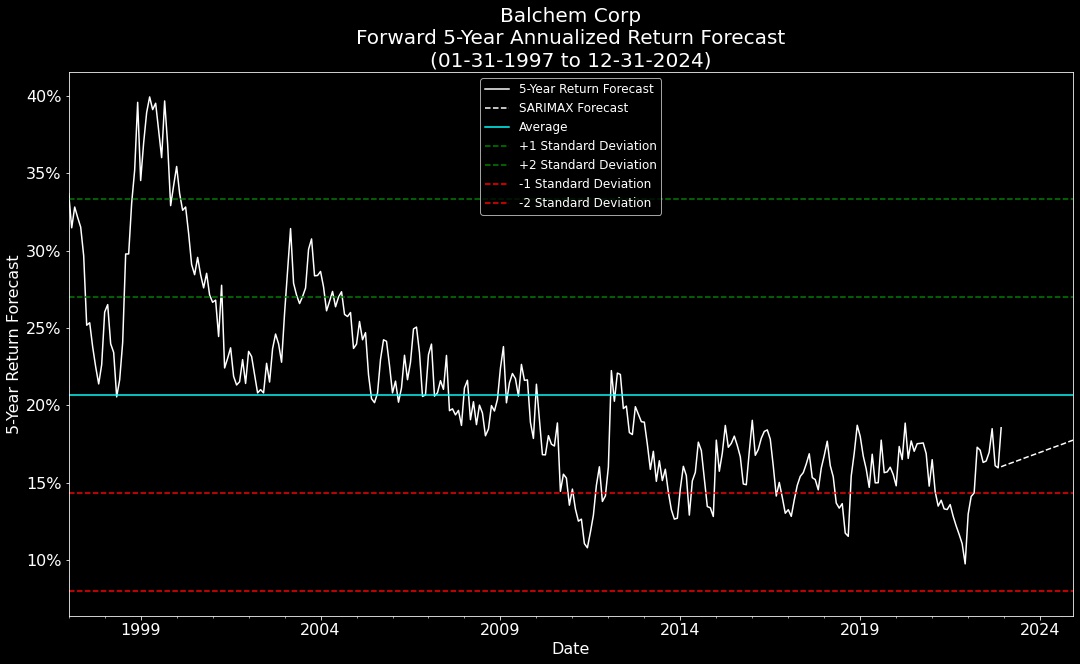 Balchem Corp
Forward 5-Year Annualized Return Forecast
(01-31-1997 to 12-31-2024)
5-Year Return Forecast
SARIMAX Forecast
Average
+1 Standard Deviation
+2 Standard Deviation
-1 Standard Deviation
-2 Standard Deviation
40%
35%
30%
25%
20%
15%
10%
5-Year Return Forecast
1999 2004 2009 2014 2019 2024
Date